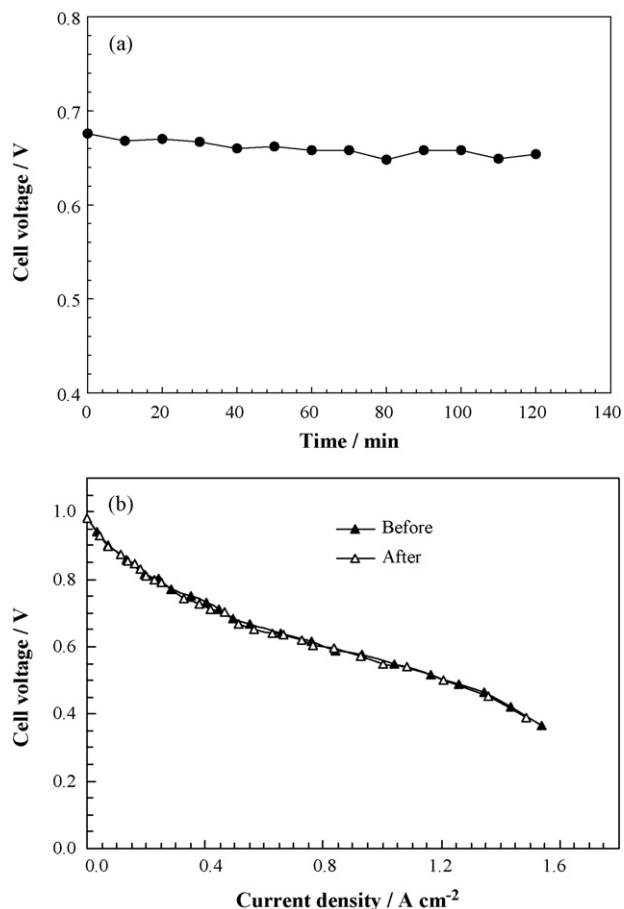 (a)
0.8
0.7
0.6
0.5
0.4
Cell voltage / V
0 20 40 60 80 100 120 140
Time / min
(b)
Before
After
1.0
0.8
0.6
0.4
0.2
0.0
Cell voltage / V
0.0 0.4 0.8 1.2 1.6
Current density / A cm⁻²